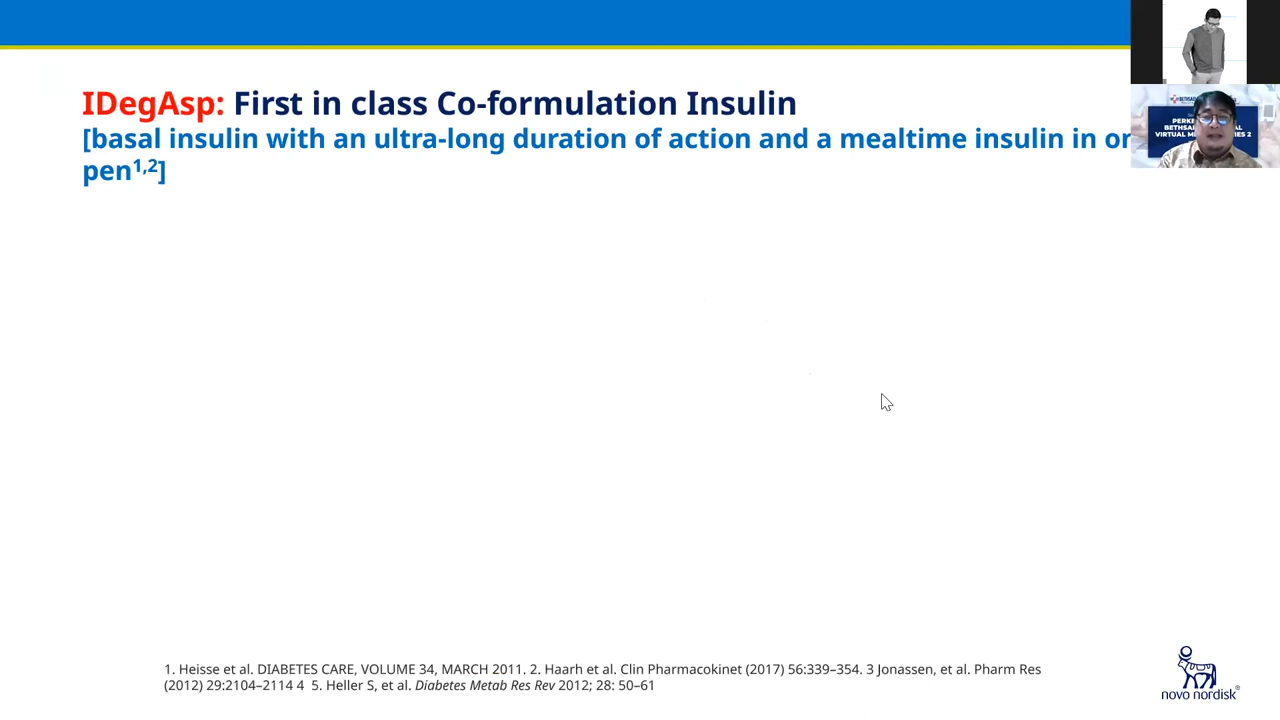 IDegAsp: First in class Co-formulation Insulin
[basal insulin with an ultra-long duration of action and a mealtime insulin in
pen1,2]
1. Heisse et al. DIABETES CARE, VOLUME 34, MARCH 2011. 2. Haarh et al. Clin Pharmacokinet (2017) 56:339–354. 3 Jonassen, et al. Pharm Res
(2012) 29:2104–2114 4 5. Heller S, et al. Diabetes Metab Res Rev 2012; 28: 50–61
novo nordisk®